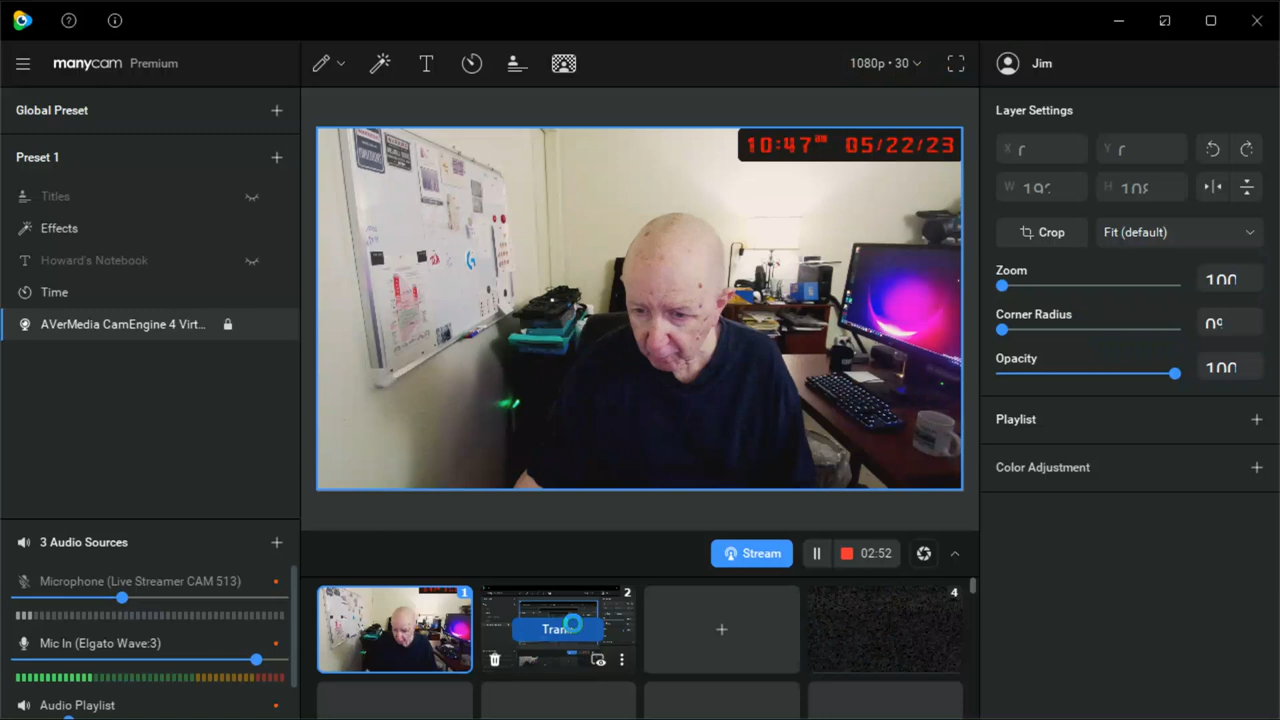 manycam Premium
1080p • 30
Jim
Global Preset
Preset 1
Titles
Effects
Howard's Notebook
Time
AVerMedia CamEngine 4 Virt...
10:47 05/22/23
Layer Settings
X
Y
W
H
Crop
Fit (default)
Zoom
100
Corner Radius
Opacity
100
Playlist
Color Adjustment
3 Audio Sources
Microphone (Live Streamer CAM 513)
Mic In (Elgato Wave:3)
Audio Playlist
Stream
02:52
1
2
4